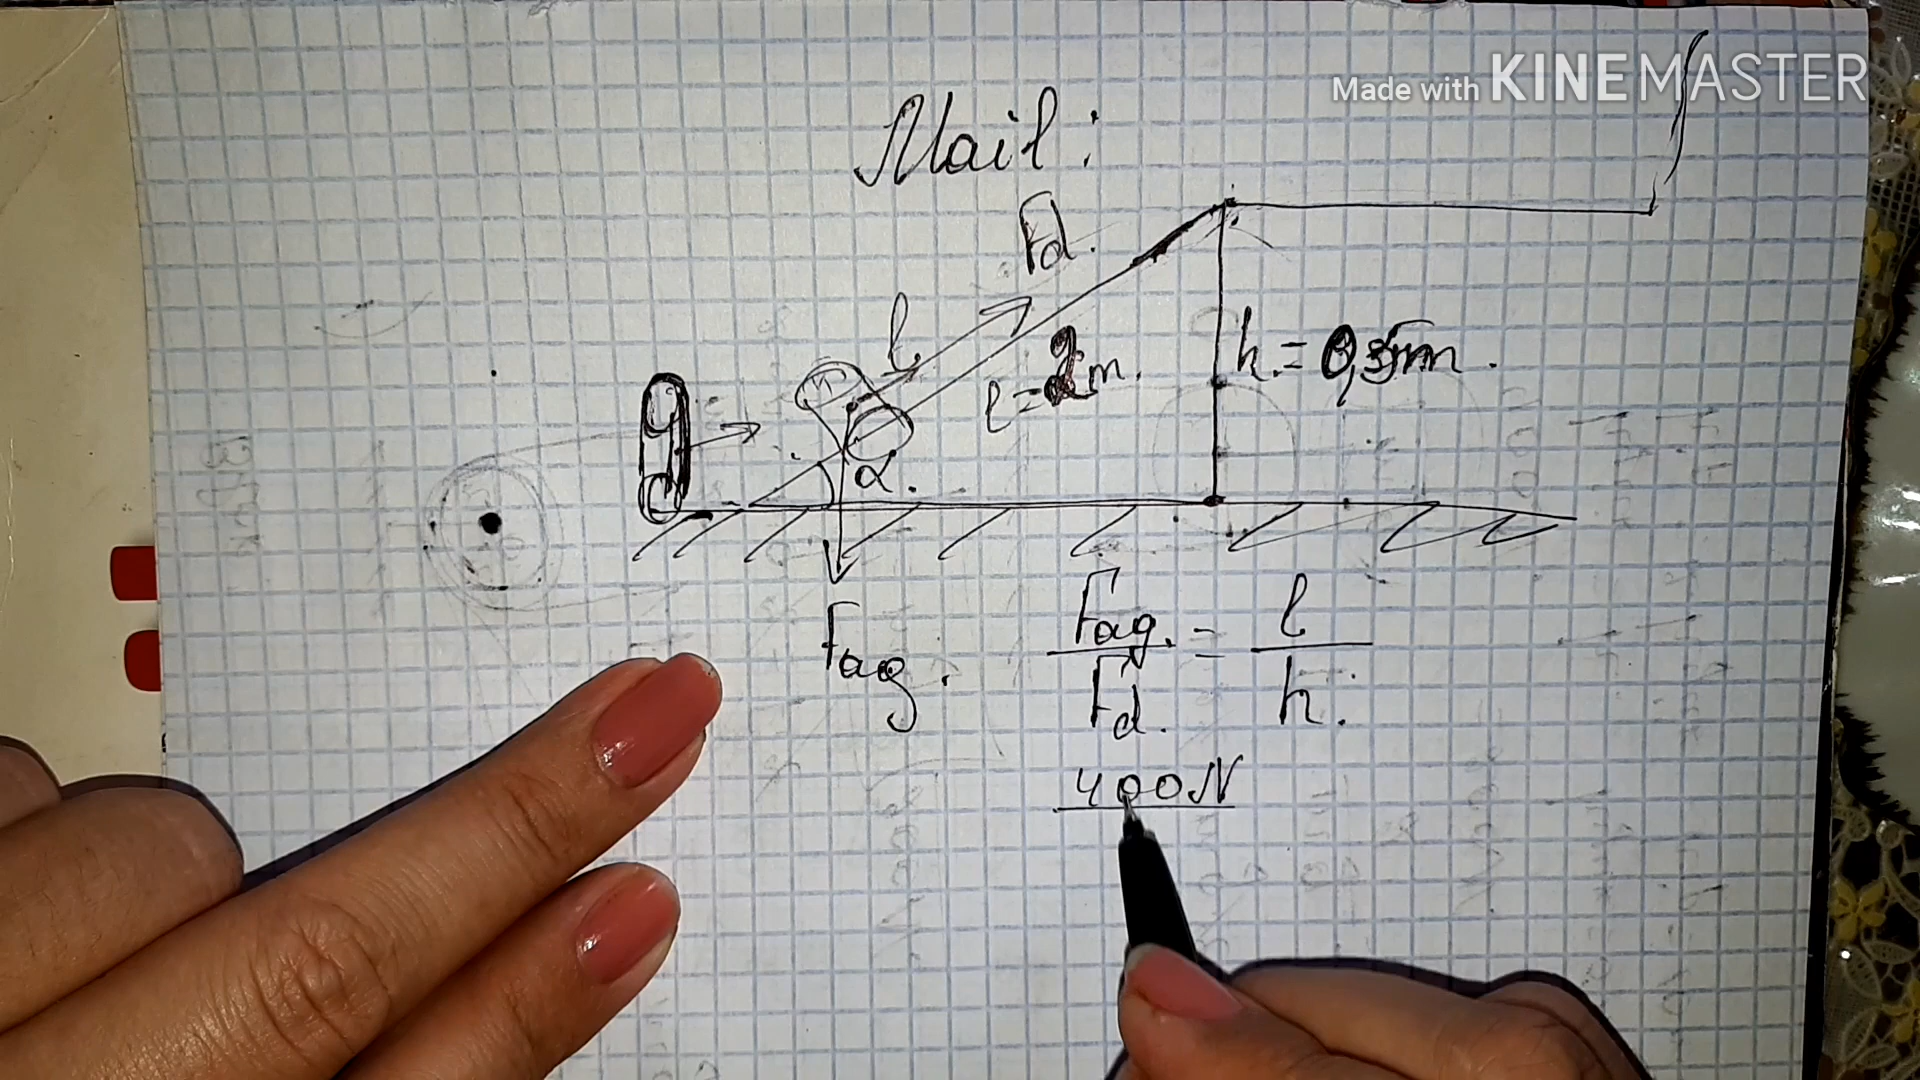 Made with KINEMASTER
Mail:
Fd.
l
l = 2m.
h. = 0,5m.
α.
Fag.
Fag. / Fd. = l / h.
400N